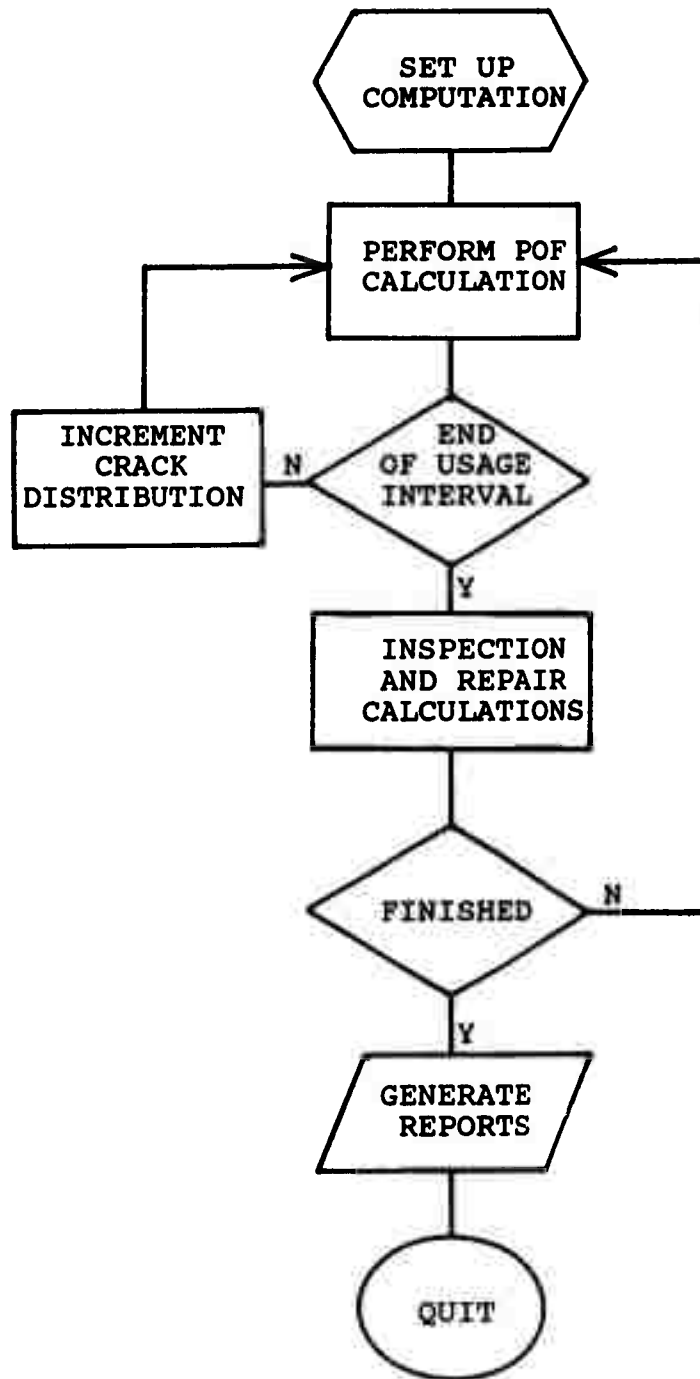 SET UP
COMPUTATION
PERFORM POF
CALCULATION
INCREMENT
CRACK
DISTRIBUTION
N
END
OF USAGE
INTERVAL
Y
INSPECTION
AND REPAIR
CALCULATIONS
FINISHED
N
Y
GENERATE
REPORTS
QUIT